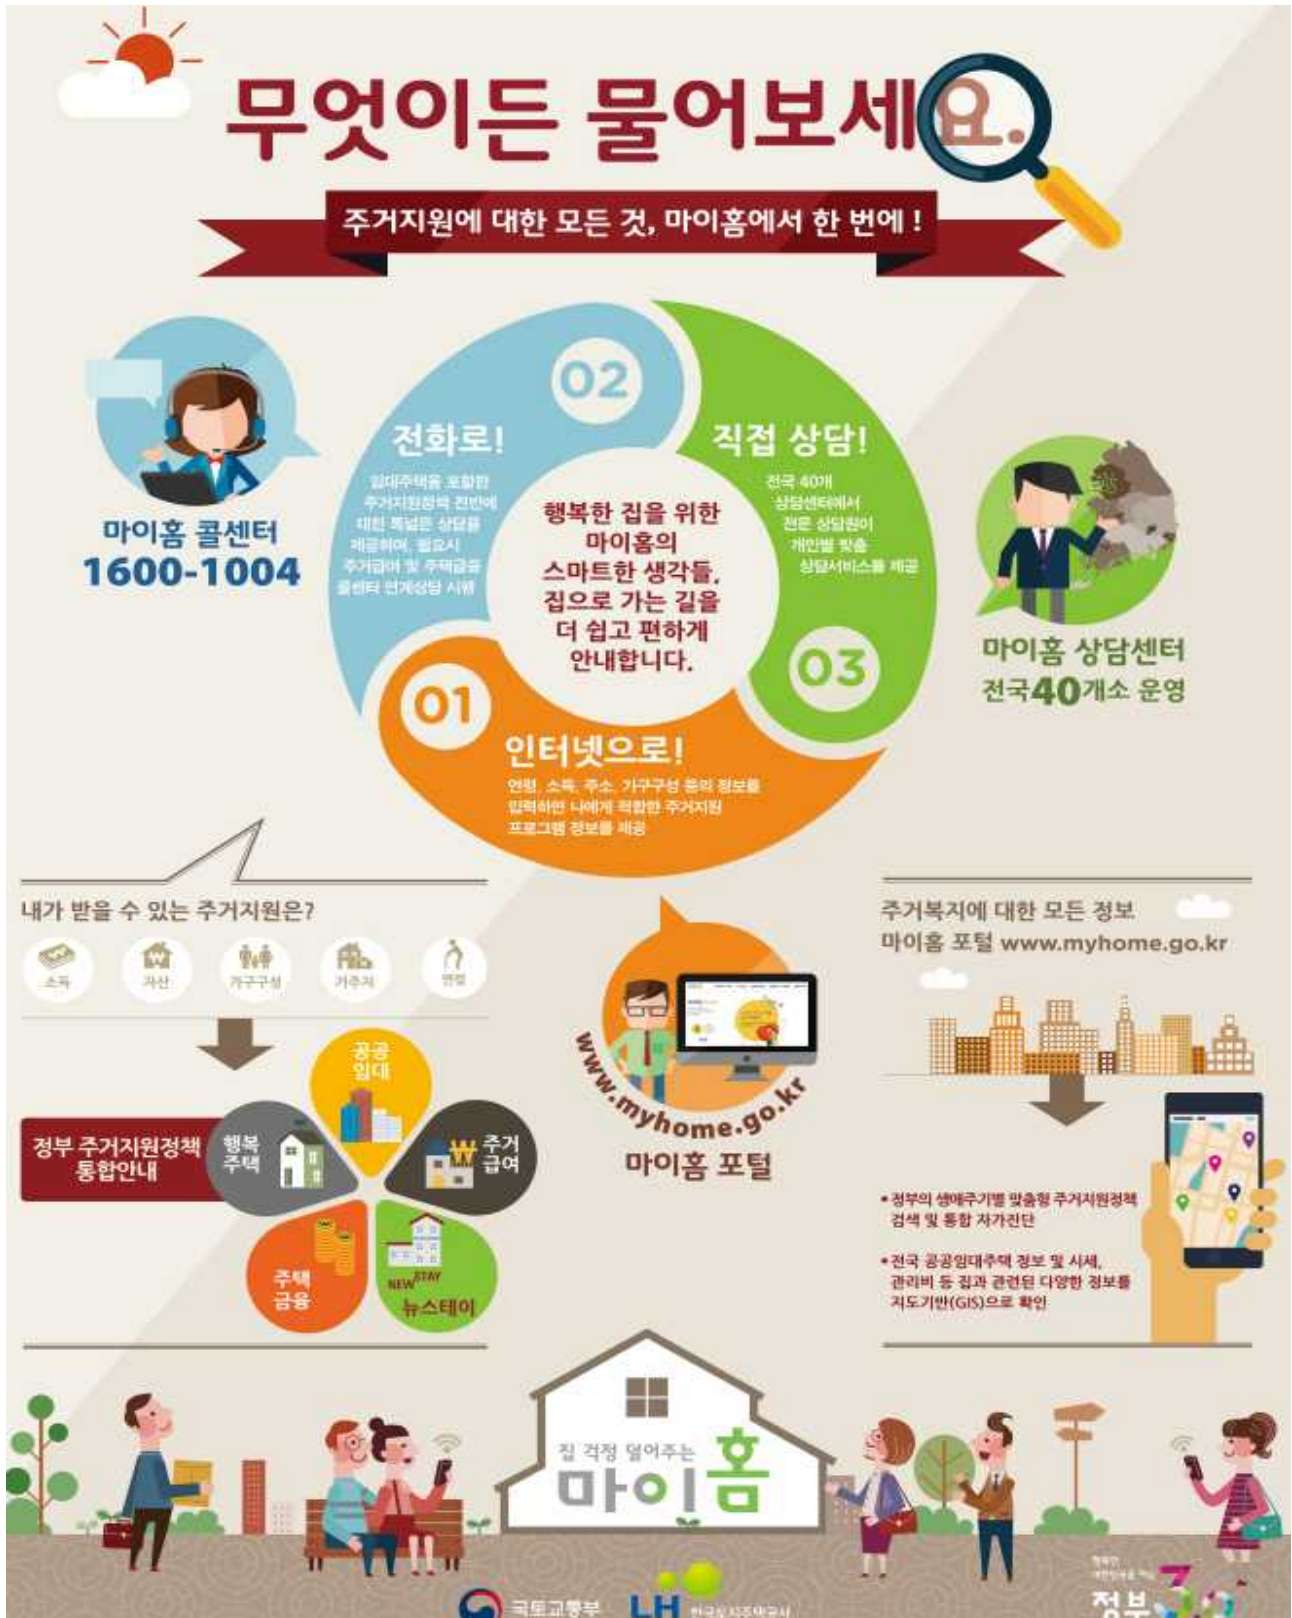 무엇이든 물어보세요.
주거지원에 대한 모든 것, 마이홈에서 한 번에 !
02
전화로!
임대주택을 포함한
주거지원정책 전반에
대한 폭넓은 상담을
제공하며, 필요시
주거급여 및 주택금융
콜센터 연계상담 시행
마이홈 콜센터
1600-1004
직접 상담!
전국 40개
상담센터에서
전문 상담원이
개인별 맞춤
상담서비스를 제공
03
마이홈 상담센터
전국40개소 운영
행복한 집을 위한
마이홈의
스마트한 생각들,
집으로 가는 길을
더 쉽고 편하게
안내합니다.
01
인터넷으로!
연령, 소득, 주소, 가구구성 등의 정보를
입력하면 나에게 적합한 주거지원
프로그램 정보를 제공
내가 받을 수 있는 주거지원은?
소득
자산
가구구성
거주지
연령
정부 주거지원정책
통합안내
공공
임대
행복
주택
주거
급여
주택
금융
NEW STAY
뉴스테이
www.myhome.go.kr
마이홈 포털
주거복지에 대한 모든 정보
마이홈 포털 www.myhome.go.kr
• 정부의 생애주기별 맞춤형 주거지원정책
검색 및 통합 자가진단
• 전국 공공임대주택 정보 및 시세,
관리비 등 집과 관련된 다양한 정보를
지도기반(GIS)으로 확인
집 걱정 덜어주는
마이홈
국토교통부
LH 한국토지주택공사
정부3.0